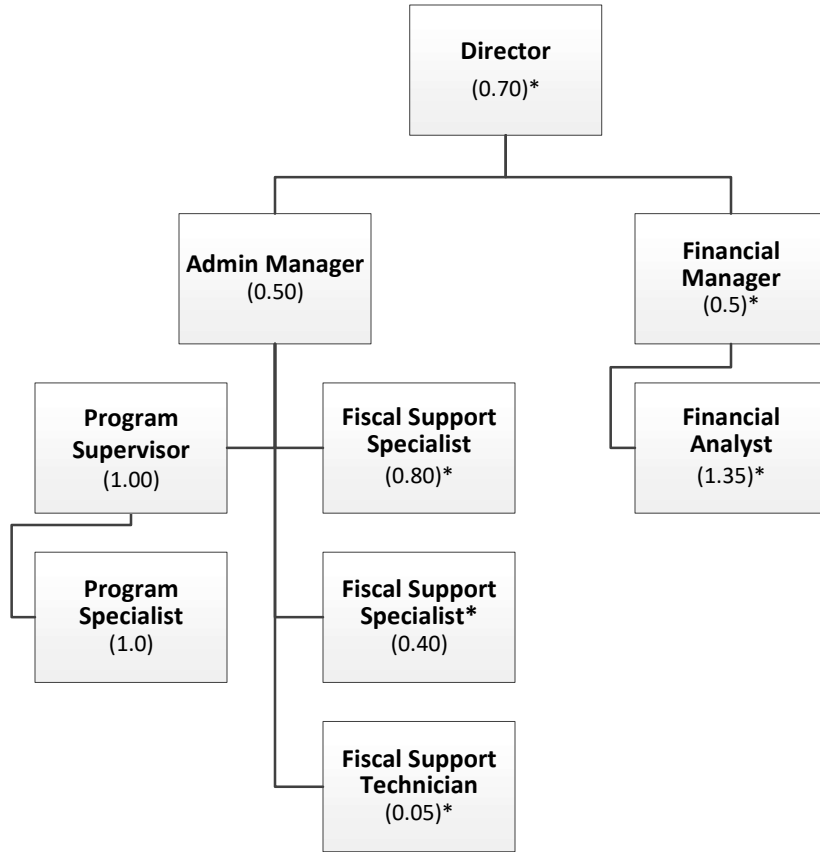 Director
(0.70)*
Admin Manager
(0.50)
Financial
Manager
(0.5)*
Program
Supervisor
(1.00)
Fiscal Support
Specialist
(0.80)*
Financial
Analyst
(1.35)*
Program
Specialist
(1.0)
Fiscal Support
Specialist*
(0.40)
Fiscal Support
Technician
(0.05)*